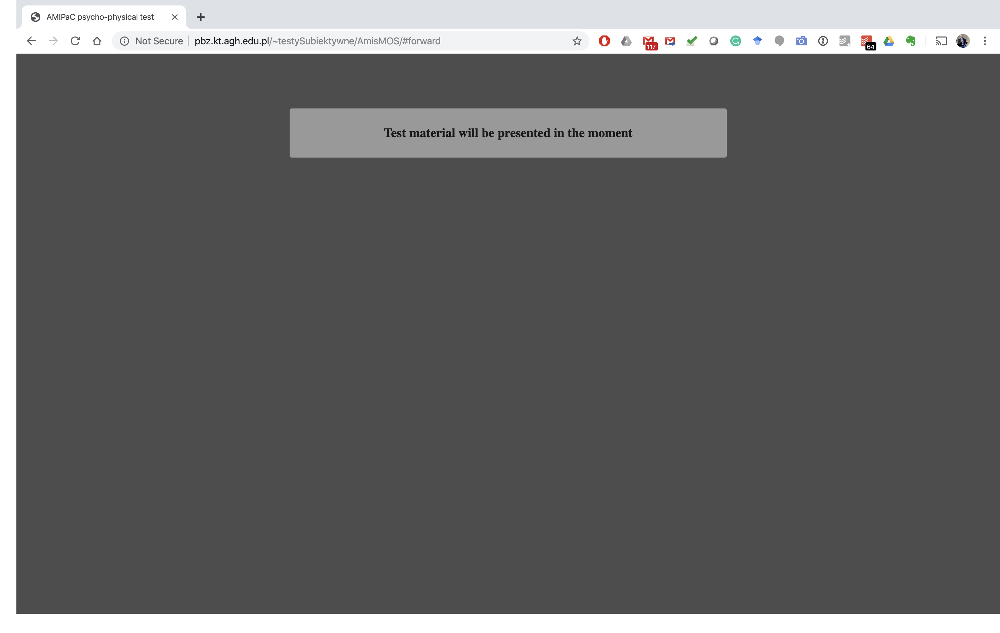 AMIPaC psycho-physical test
Not Secure pbz.kt.agh.edu.pl/~testySubiektywne/AmisMOS/#forward
117
64
Test material will be presented in the moment